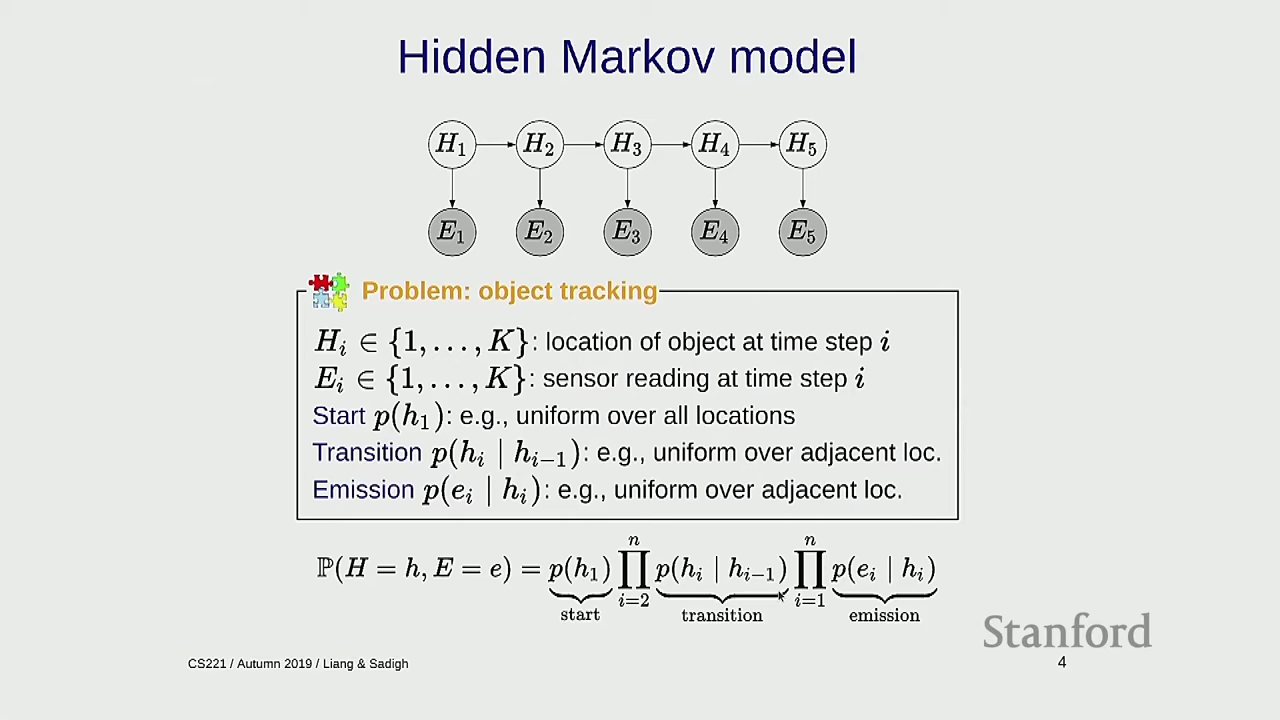 Hidden Markov model
H₁ H₂ H₃ H₄ H₅
E₁ E₂ E₃ E₄ E₅
Problem: object tracking
Hᵢ ∈ {1, . . . , K}: location of object at time step i
Eᵢ ∈ {1, . . . , K}: sensor reading at time step i
Start p(h₁): e.g., uniform over all locations
Transition p(hᵢ | hᵢ₋₁): e.g., uniform over adjacent loc.
Emission p(eᵢ | hᵢ): e.g., uniform over adjacent loc.
ℙ(H = h, E = e) = p(h₁) ∏ⁿᵢ₌₂ p(hᵢ | hᵢ₋₁) ∏ⁿᵢ₌₁ p(eᵢ | hᵢ)
start transition emission
Stanford
CS221 / Autumn 2019 / Liang & Sadigh 4